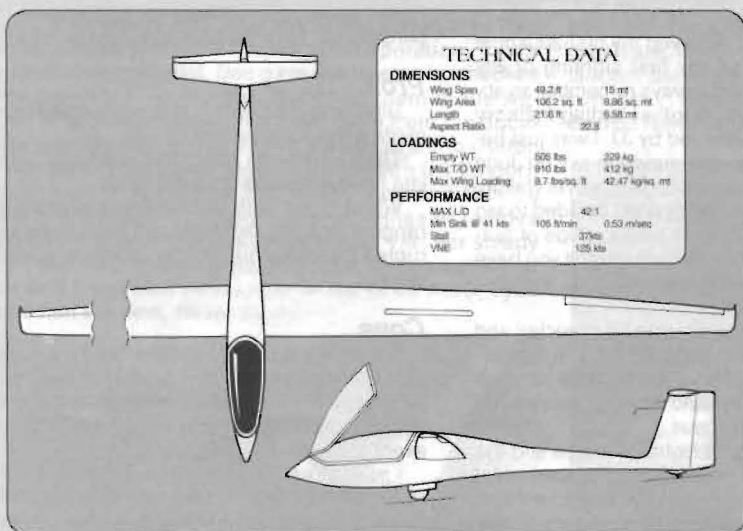 TECHNICAL DATA
DIMENSIONS
Wing Span 49.2 ft 15 mt
Wing Area 106.2 sq. ft 9.86 sq. mt
Length 21.6 ft 6.58 mt
Aspect Ratio 22.8
LOADINGS
Empty WT 505 lbs 229 kg
Max T/O WT 910 lbs 412 kg
Max Wing Loading 8.7 lbs/sq. ft 42.47 kg/sq. mt
PERFORMANCE
MAX L/D 42:1
Min Sink @ 41 kts 105 ft/min 0.53 m/sec
Stall 37kts
VNE 125 kts